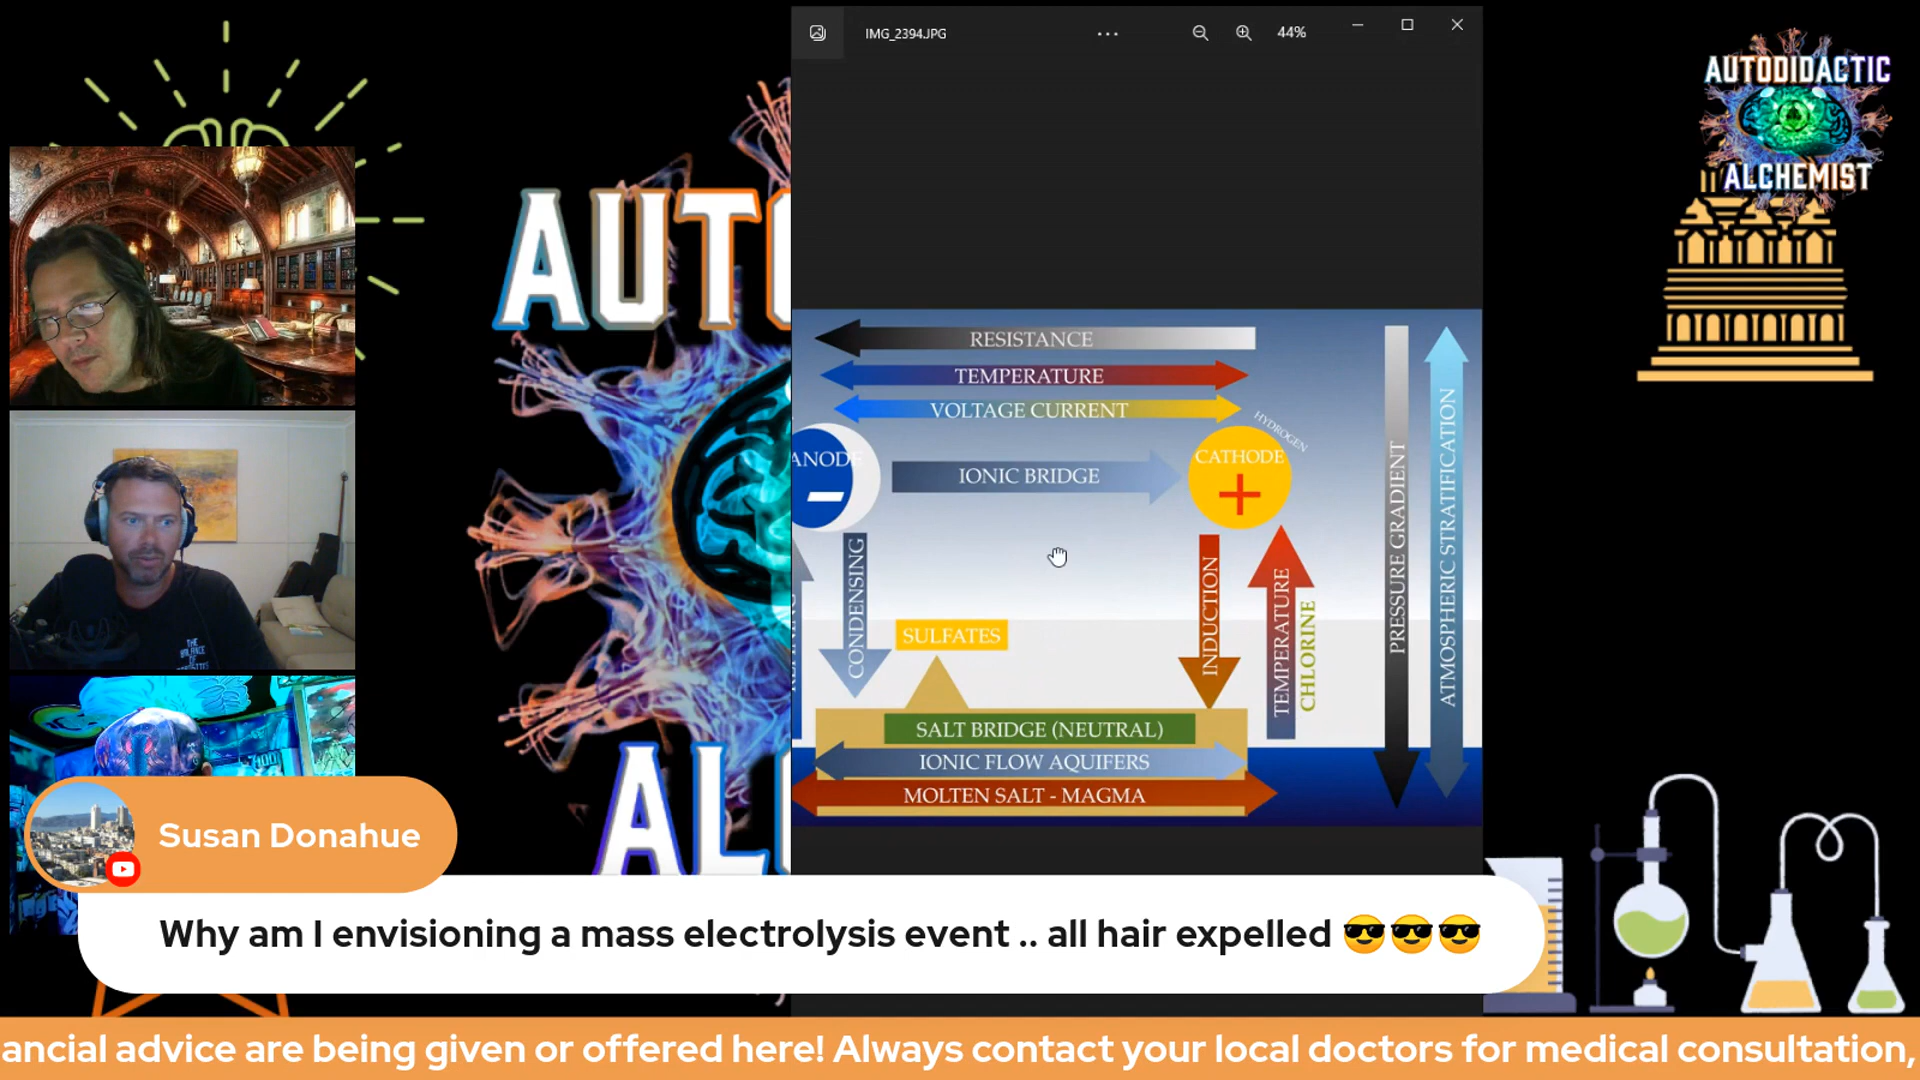 IMG_2394.JPG
44%
AUTODIDACTIC
ALCHEMIST
AUTO
RESISTANCE
TEMPERATURE
VOLTAGE CURRENT
HYDROGEN
ANODE
IONIC BRIDGE
CATHODE
CONDENSING
SULFATES
INDUCTION
TEMPERATURE
CHLORINE
PRESSURE GRADIENT
ATMOSPHERIC STRATIFICATION
SALT BRIDGE (NEUTRAL)
IONIC FLOW AQUIFERS
MOLTEN SALT - MAGMA
AL
Susan Donahue
Why am I envisioning a mass electrolysis event .. all hair expelled 😎😎😎
ancial advice are being given or offered here! Always contact your local doctors for medical consultation,